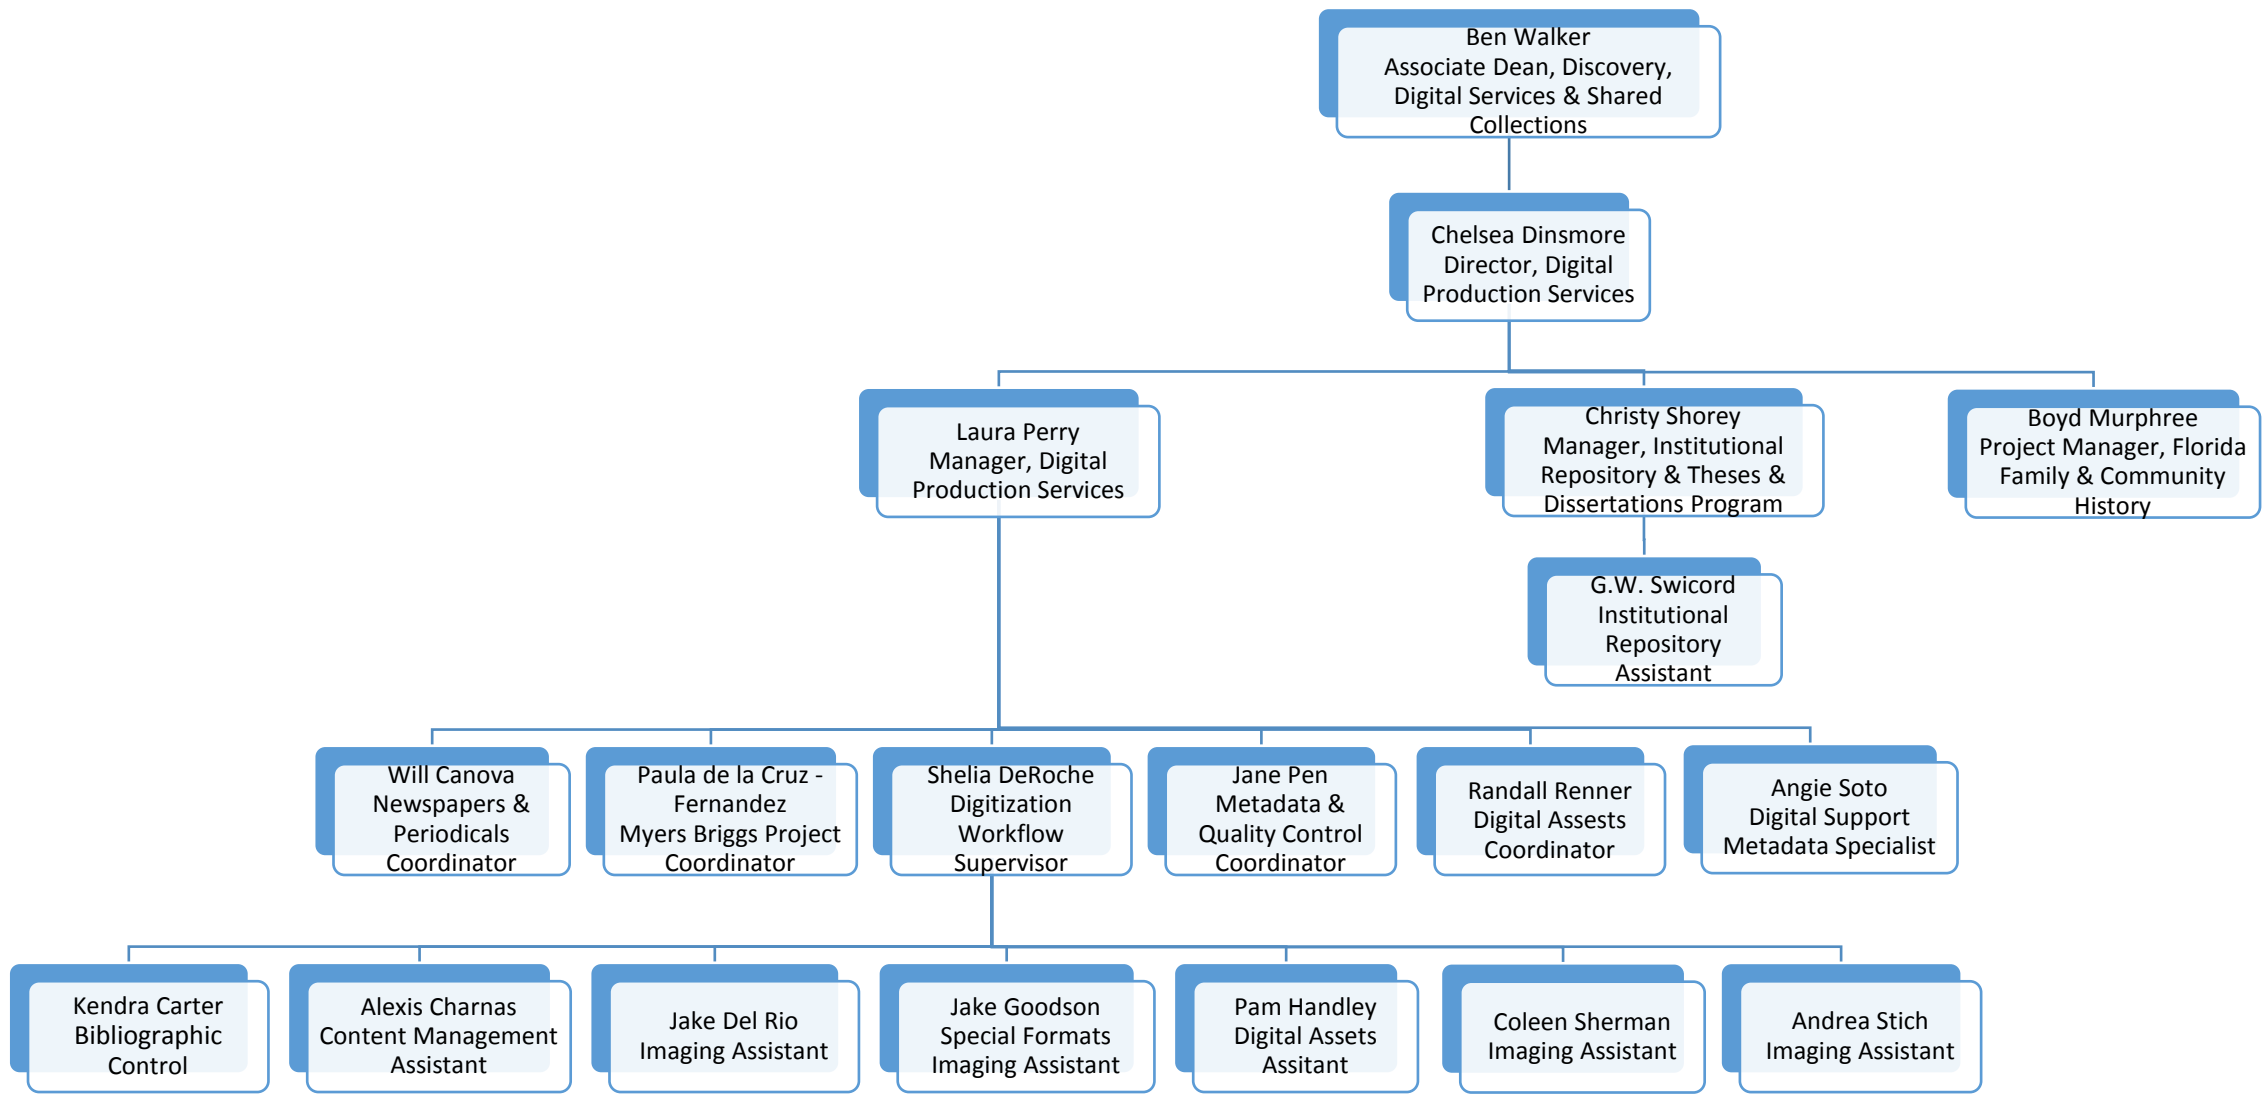 Ben Walker
Associate Dean, Discovery,
Digital Services & Shared
Collections
Chelsea Dinsmore
Director, Digital
Production Services
Laura Perry
Manager, Digital
Production Services
Christy Shorey
Manager, Institutional
Repository & Theses &
Dissertations Program
Boyd Murphree
Project Manager, Florida
Family & Community
History
G.W. Swicord
Institutional
Repository
Assistant
Will Canova
Newspapers &
Periodicals
Coordinator
Paula de la Cruz -
Fernandez
Myers Briggs Project
Coordinator
Shelia DeRoche
Digitization
Workflow
Supervisor
Jane Pen
Metadata &
Quality Control
Coordinator
Randall Renner
Digital Assests
Coordinator
Angie Soto
Digital Support
Metadata Specialist
Kendra Carter
Bibliographic
Control
Alexis Charnas
Content Management
Assistant
Jake Del Rio
Imaging Assistant
Jake Goodson
Special Formats
Imaging Assistant
Pam Handley
Digital Assets
Assitant
Coleen Sherman
Imaging Assistant
Andrea Stich
Imaging Assistant